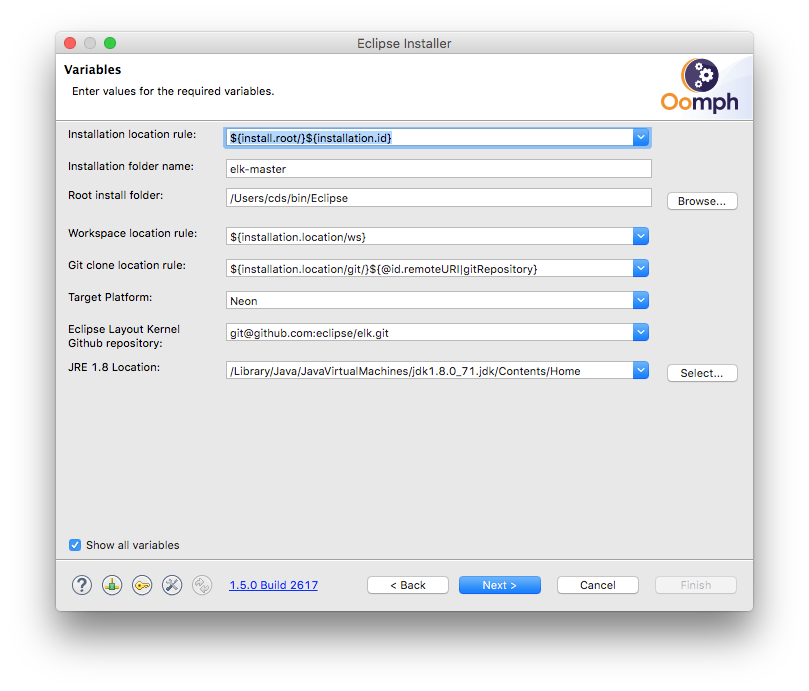 Eclipse Installer
Variables
Enter values for the required variables.
Oomph
Installation location rule:
${install.root/}${installation.id}
Installation folder name:
elk-master
Root install folder:
/Users/cds/bin/Eclipse
Browse...
Workspace location rule:
${installation.location/ws}
Git clone location rule:
${installation.location/git/}${@id.remoteURI|gitRepository}
Target Platform:
Neon
Eclipse Layout Kernel
Github repository:
git@github.com:eclipse/elk.git
JRE 1.8 Location:
/Library/Java/JavaVirtualMachines/jdk1.8.0_71.jdk/Contents/Home
Select...
Show all variables
?
1.5.0 Build 2617
< Back
Next >
Cancel
Finish